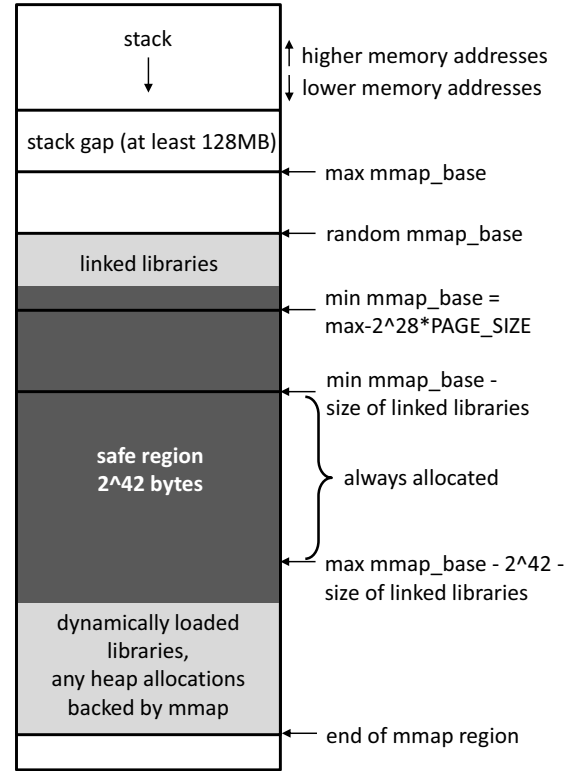 stack
higher memory addresses
lower memory addresses
stack gap (at least 128MB)
max mmap_base
random mmap_base
linked libraries
min mmap_base =
max-2^28*PAGE_SIZE
min mmap_base -
size of linked libraries
safe region
2^42 bytes
always allocated
max mmap_base - 2^42 -
size of linked libraries
dynamically loaded
libraries,
any heap allocations
backed by mmap
end of mmap region